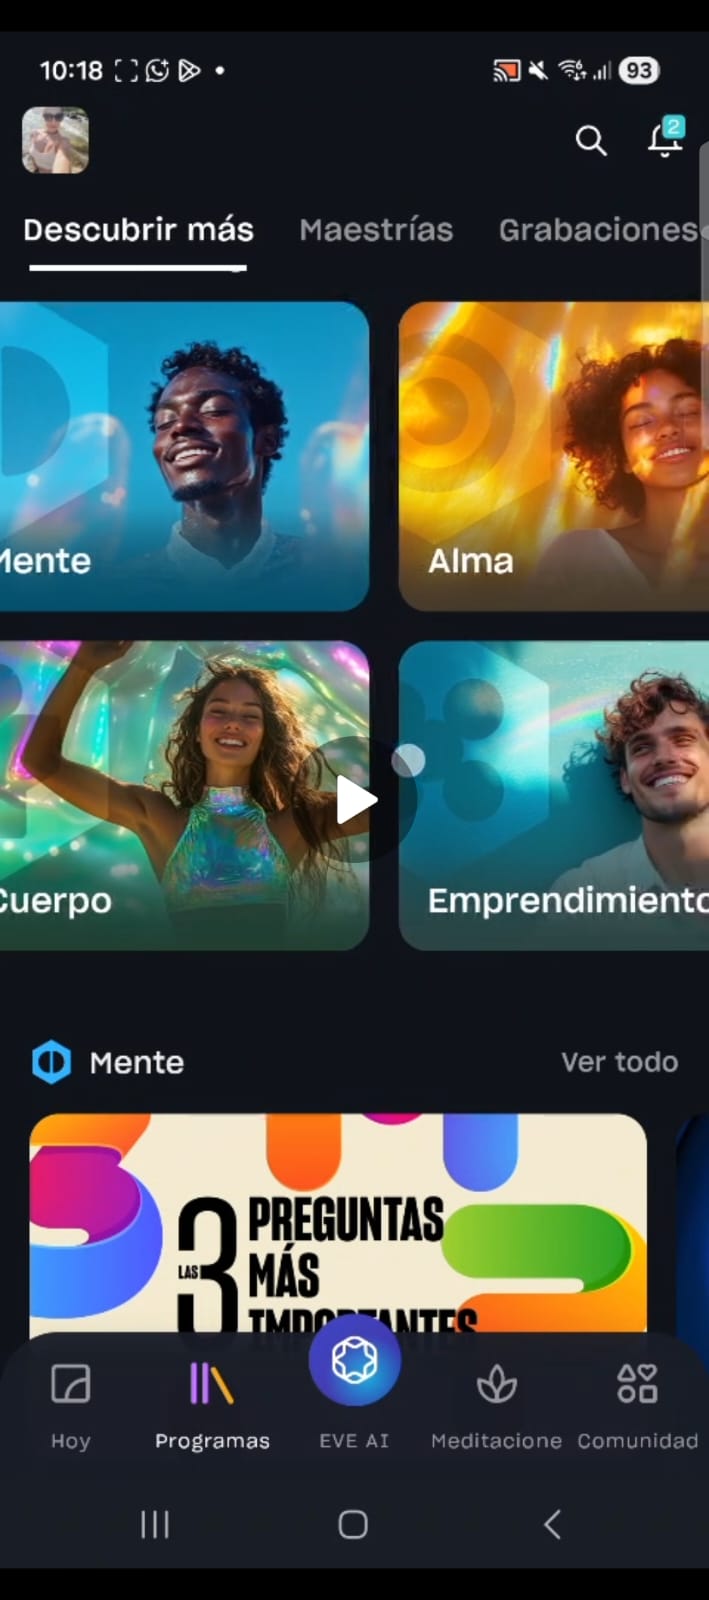 10:18
93
2
Descubrir más
Maestrías
Grabaciones
Mente
Alma
Cuerpo
Emprendimiento
Mente
Ver todo
LAS 3 PREGUNTAS
MÁS
IMPORTANTES
Hoy
Programas
EVE AI
Meditacione
Comunidad